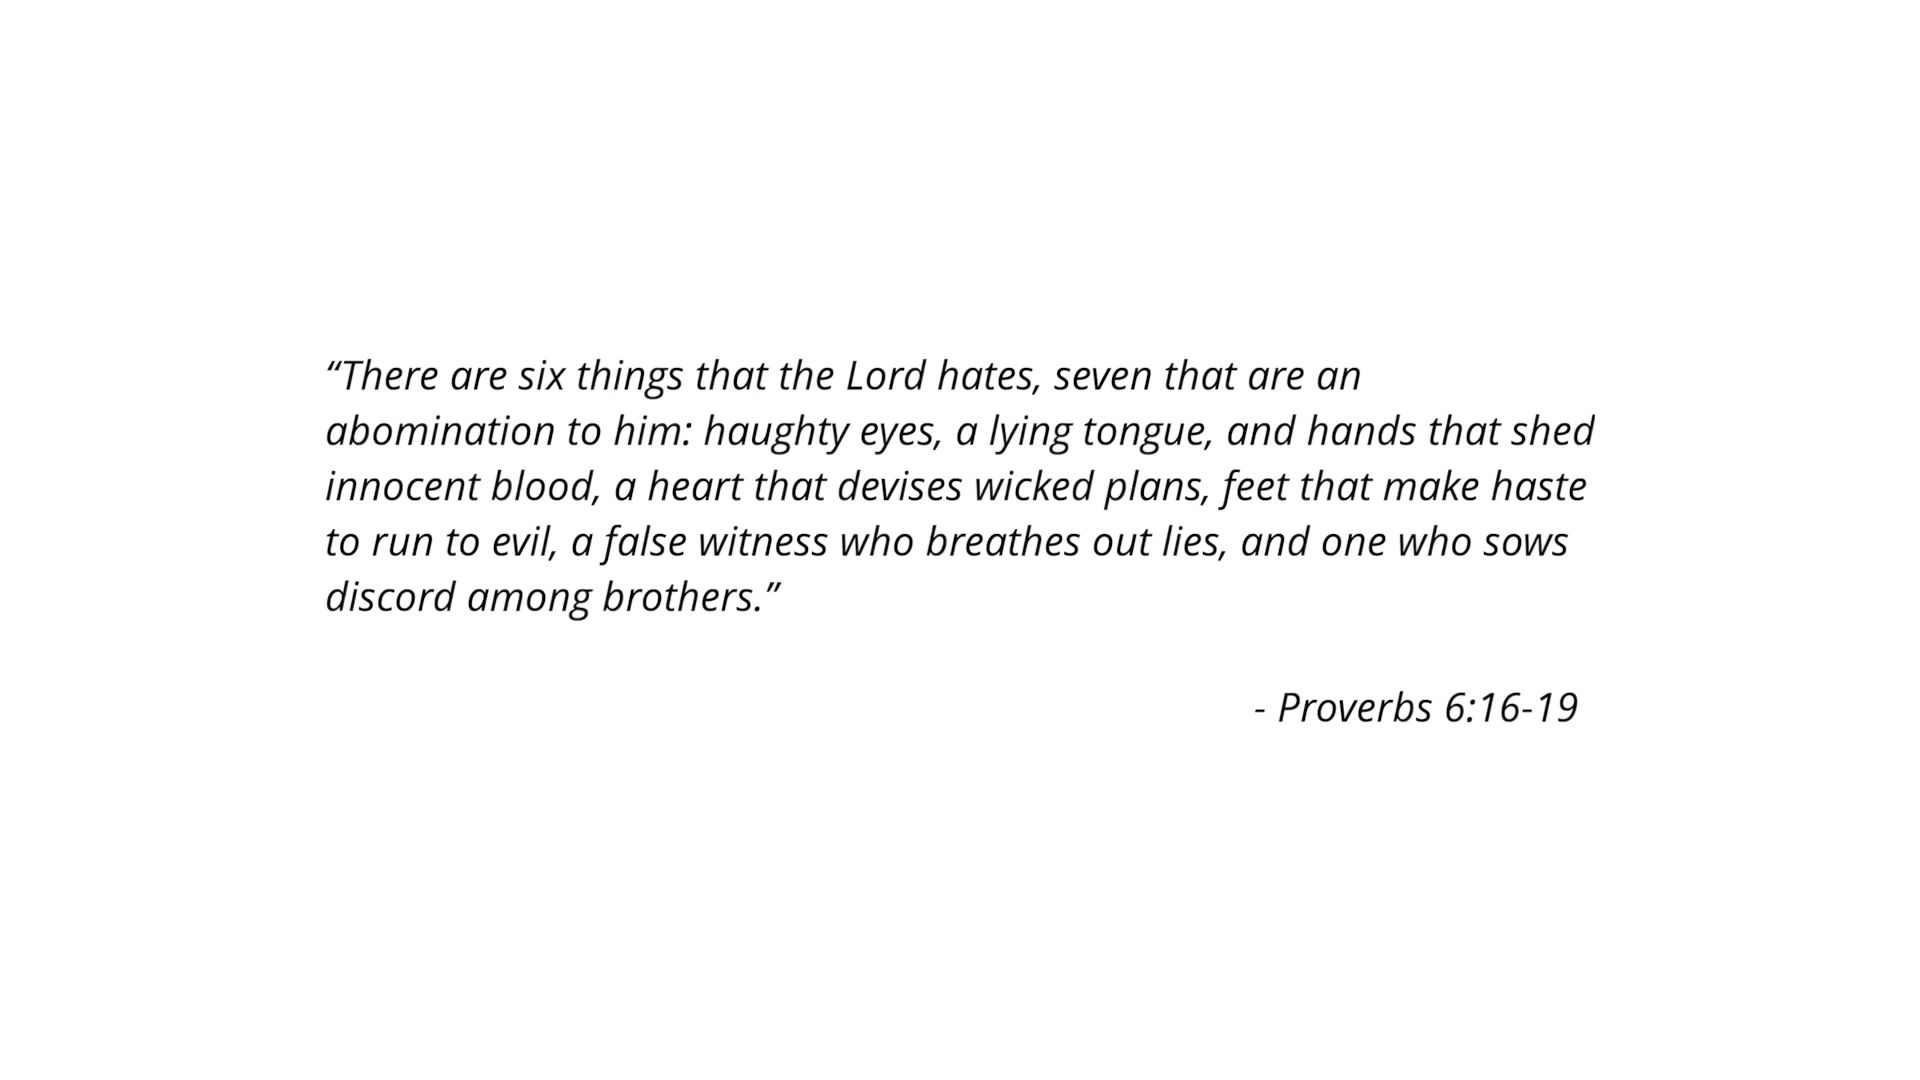 “There are six things that the Lord hates, seven that are an
abomination to him: haughty eyes, a lying tongue, and hands that shed
innocent blood, a heart that devises wicked plans, feet that make haste
to run to evil, a false witness who breathes out lies, and one who sows
discord among brothers.”
- Proverbs 6:16-19